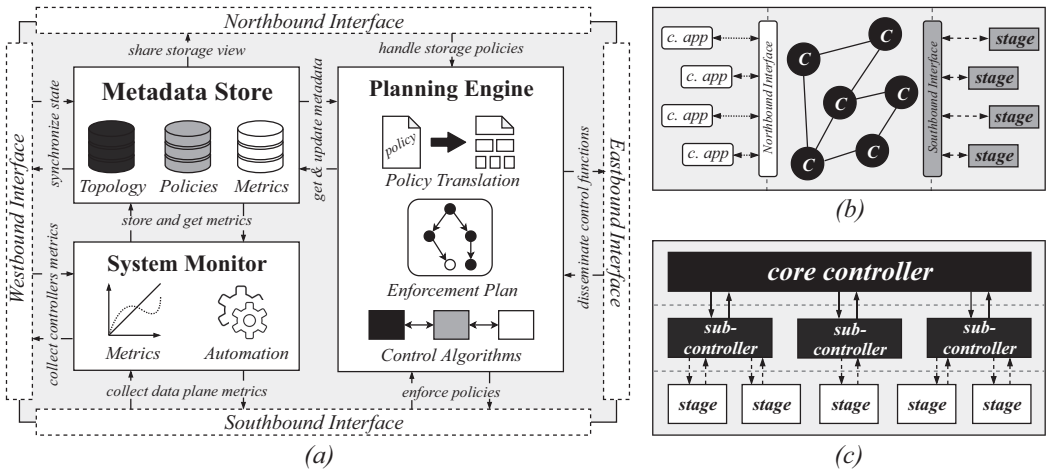 Northbound Interface
share storage view
handle storage policies
Westbound Interface
synchronize state
collect controllers metrics
Metadata Store
Topology
Policies
Metrics
store and get metrics
System Monitor
Metrics
Automation
collect data plane metrics
get & update metadata
Planning Engine
policy
Policy Translation
Enforcement Plan
Control Algorithms
enforce policies
disseminate control functions
Eastbound Interface
Southbound Interface
(a)
c. app
c. app
c. app
c. app
Northbound Interface
C
C
C
C
C
C
Southbound Interface
stage
stage
stage
stage
(b)
core controller
sub-
controller
sub-
controller
sub-
controller
stage
stage
stage
stage
stage
(c)